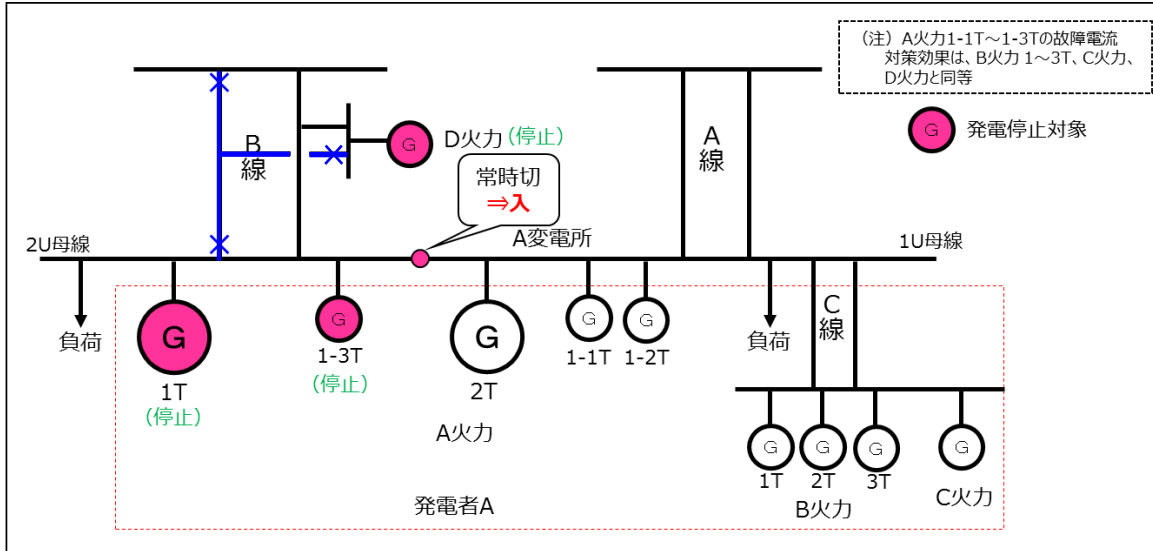 （注）A火力1-1T～1-3Tの故障電流
対策効果は、B火力 1～3T、C火力、
D火力と同等
G 発電停止対象
B
線
G
D火力（停止）
A
線
常時切
⇒入
A変電所
2U母線
1U母線
負荷
G
1T
(停止)
G
1-3T
(停止)
G
2T
G
1-1T
G
1-2T
負荷
C
線
A火力
G
1T
G
2T
G
3T
G
B火力
C火力
発電者A